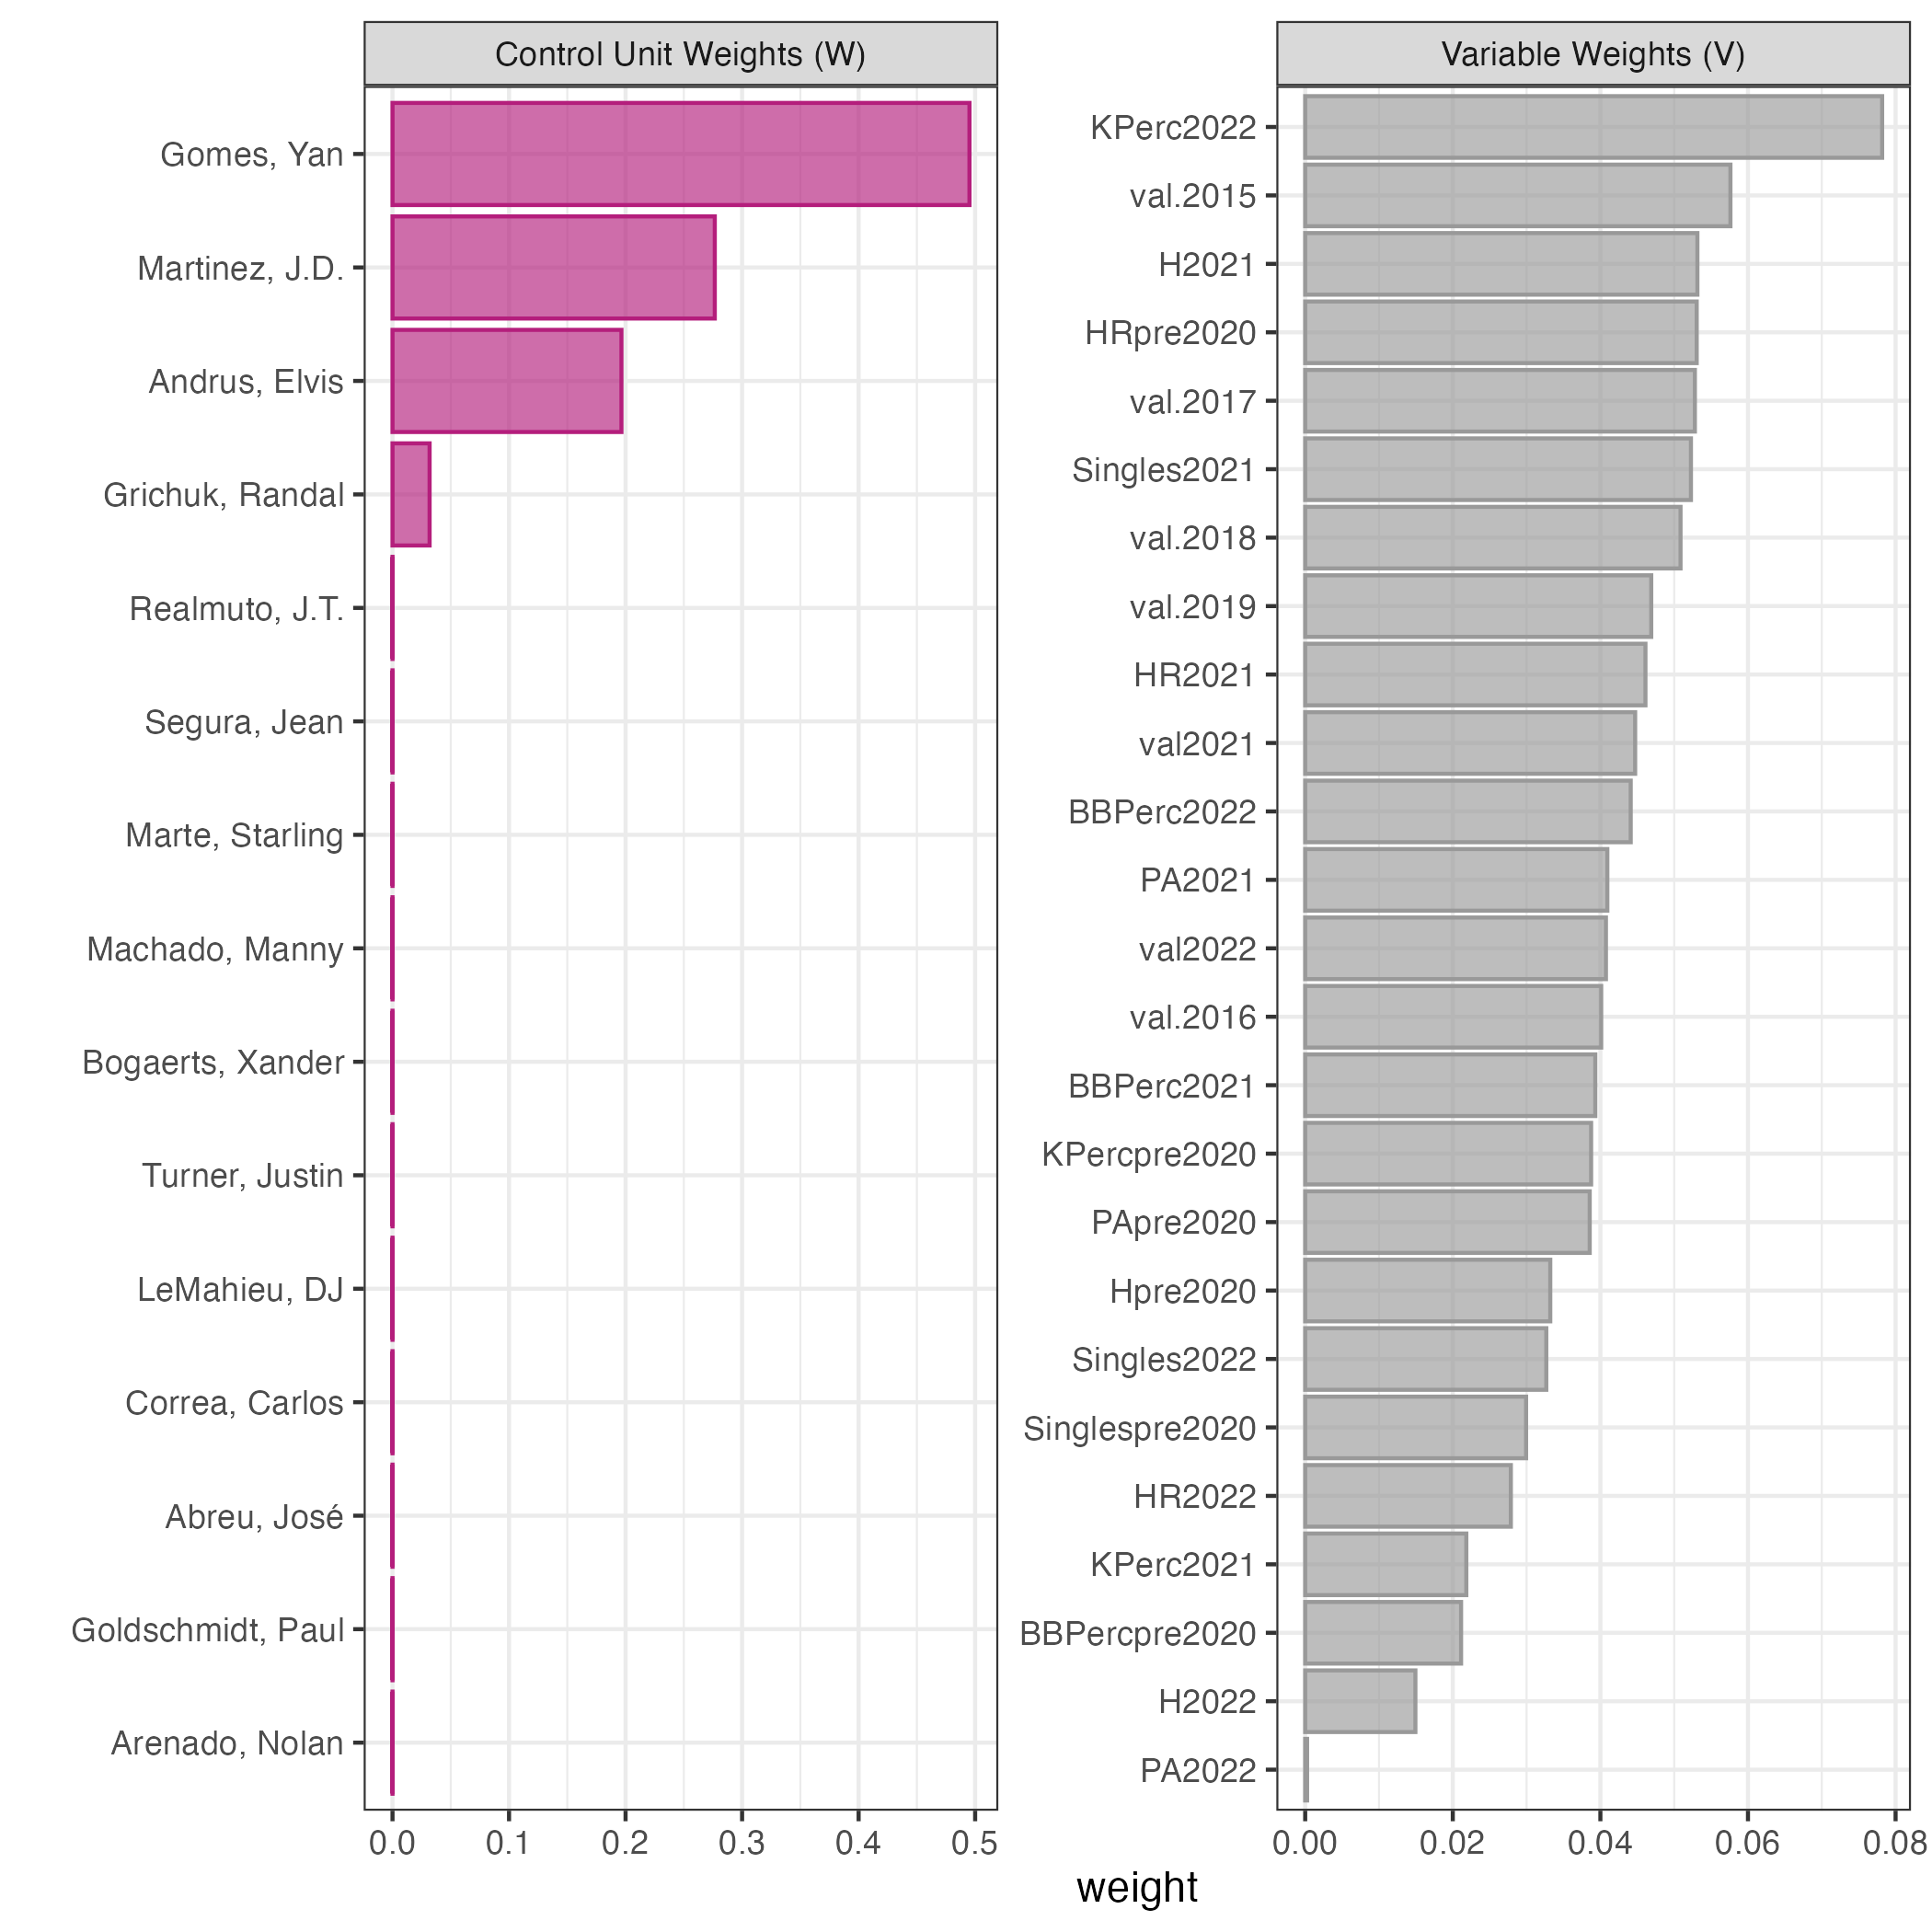 Control Unit Weights (W)
Gomes, Yan
Martinez, J.D.
Andrus, Elvis
Grichuk, Randal
Realmuto, J.T.
Segura, Jean
Marte, Starling
Machado, Manny
Bogaerts, Xander
Turner, Justin
LeMahieu, DJ
Correa, Carlos
Abreu, José
Goldschmidt, Paul
Arenado, Nolan
0.0 0.1 0.2 0.3 0.4 0.5
Variable Weights (V)
KPerc2022
val.2015
H2021
HRpre2020
val.2017
Singles2021
val.2018
val.2019
HR2021
val2021
BBPerc2022
PA2021
val2022
val.2016
BBPerc2021
KPercpre2020
PApre2020
Hpre2020
Singles2022
Singlespre2020
HR2022
KPerc2021
BBPercpre2020
H2022
PA2022
0.00 0.02 0.04 0.06 0.08
weight